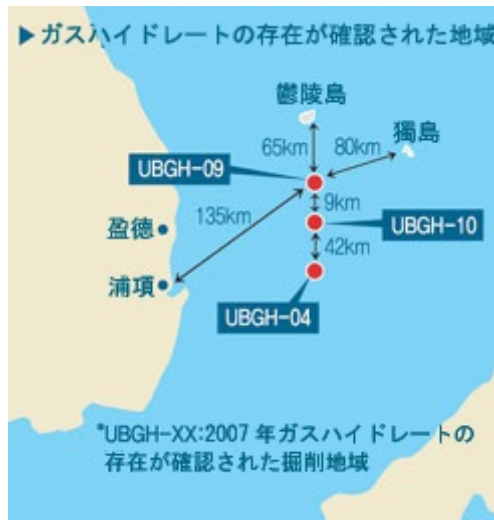 ▶ガスハイドレートの存在が確認された地域
鬱陵島
獨島
65km
80km
UBGH-09
9km
135km
UBGH-10
盈德
42km
浦項
UBGH-04
*UBGH-XX:2007年ガスハイドレートの
存在が確認された掘削地域